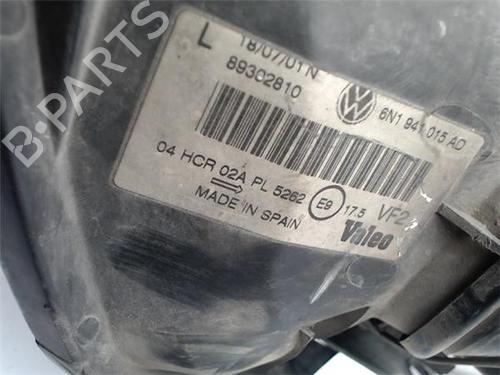 L 18/07/01 N
89302810
6N1 941 015 AD
04 HCR 02A PL 5262 E9 17.5 VF2
MADE IN SPAIN
Valeo
B-PARTS